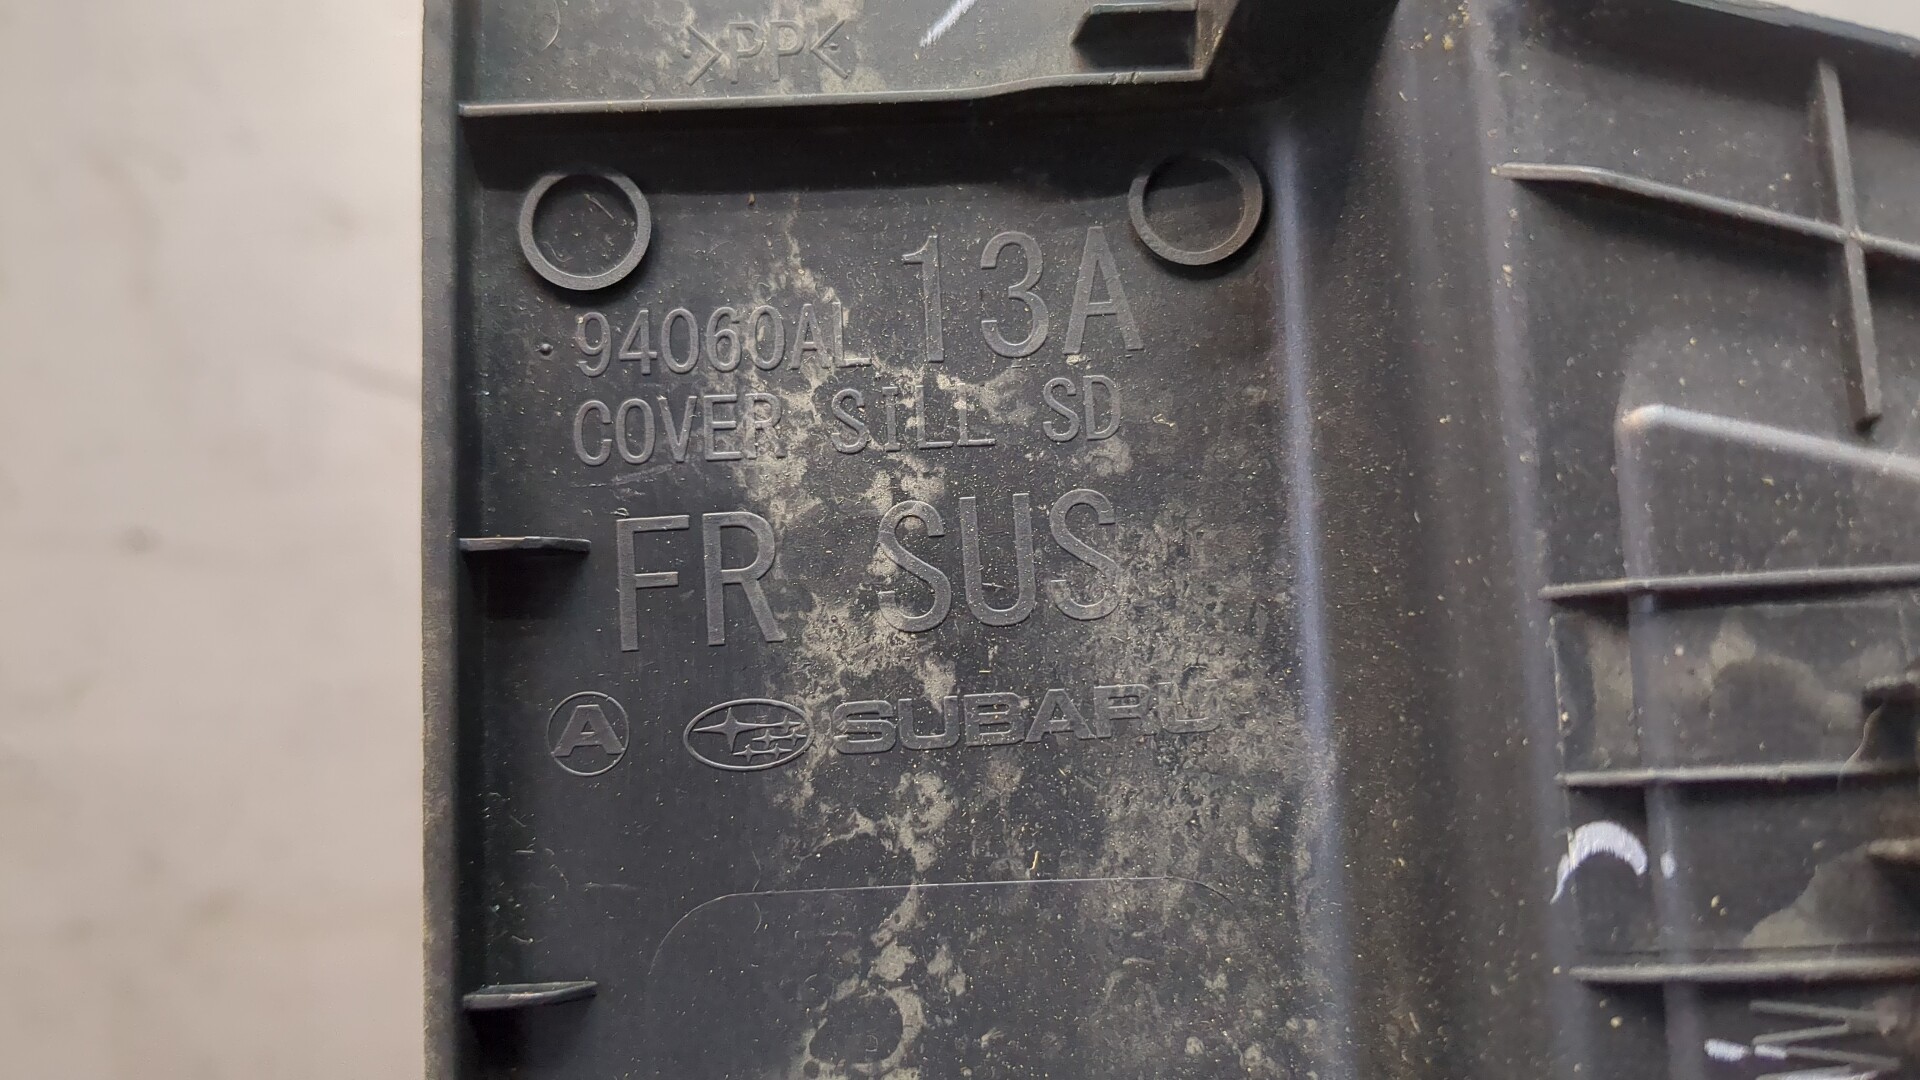 >PP<
94060AL 13A
COVER SiLL SD
FR SUS
A SUBARU